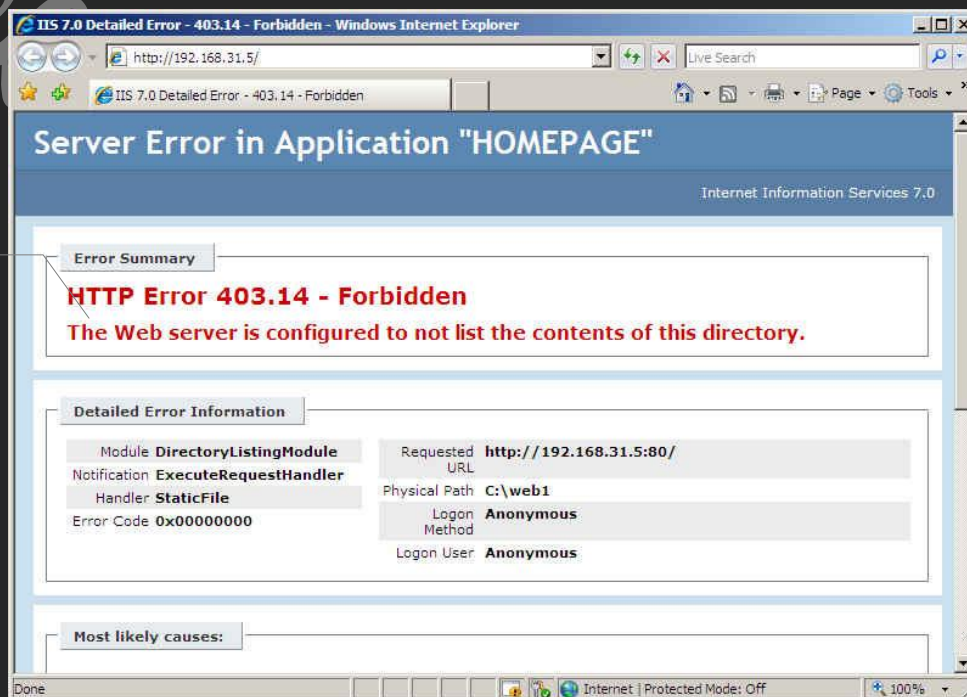 IIS 7.0 Detailed Error - 403.14 - Forbidden - Windows Internet Explorer
http://192.168.31.5/
Live Search
IIS 7.0 Detailed Error - 403.14 - Forbidden
Page
Tools
Server Error in Application "HOMEPAGE"
Internet Information Services 7.0
Error Summary
HTTP Error 403.14 - Forbidden
The Web server is configured to not list the contents of this directory.
Detailed Error Information
Module DirectoryListingModule
Notification ExecuteRequestHandler
Handler StaticFile
Error Code 0x00000000
Requested URL http://192.168.31.5:80/
Physical Path C:\web1
Logon Method Anonymous
Logon User Anonymous
Most likely causes:
Done
Internet | Protected Mode: Off
100%